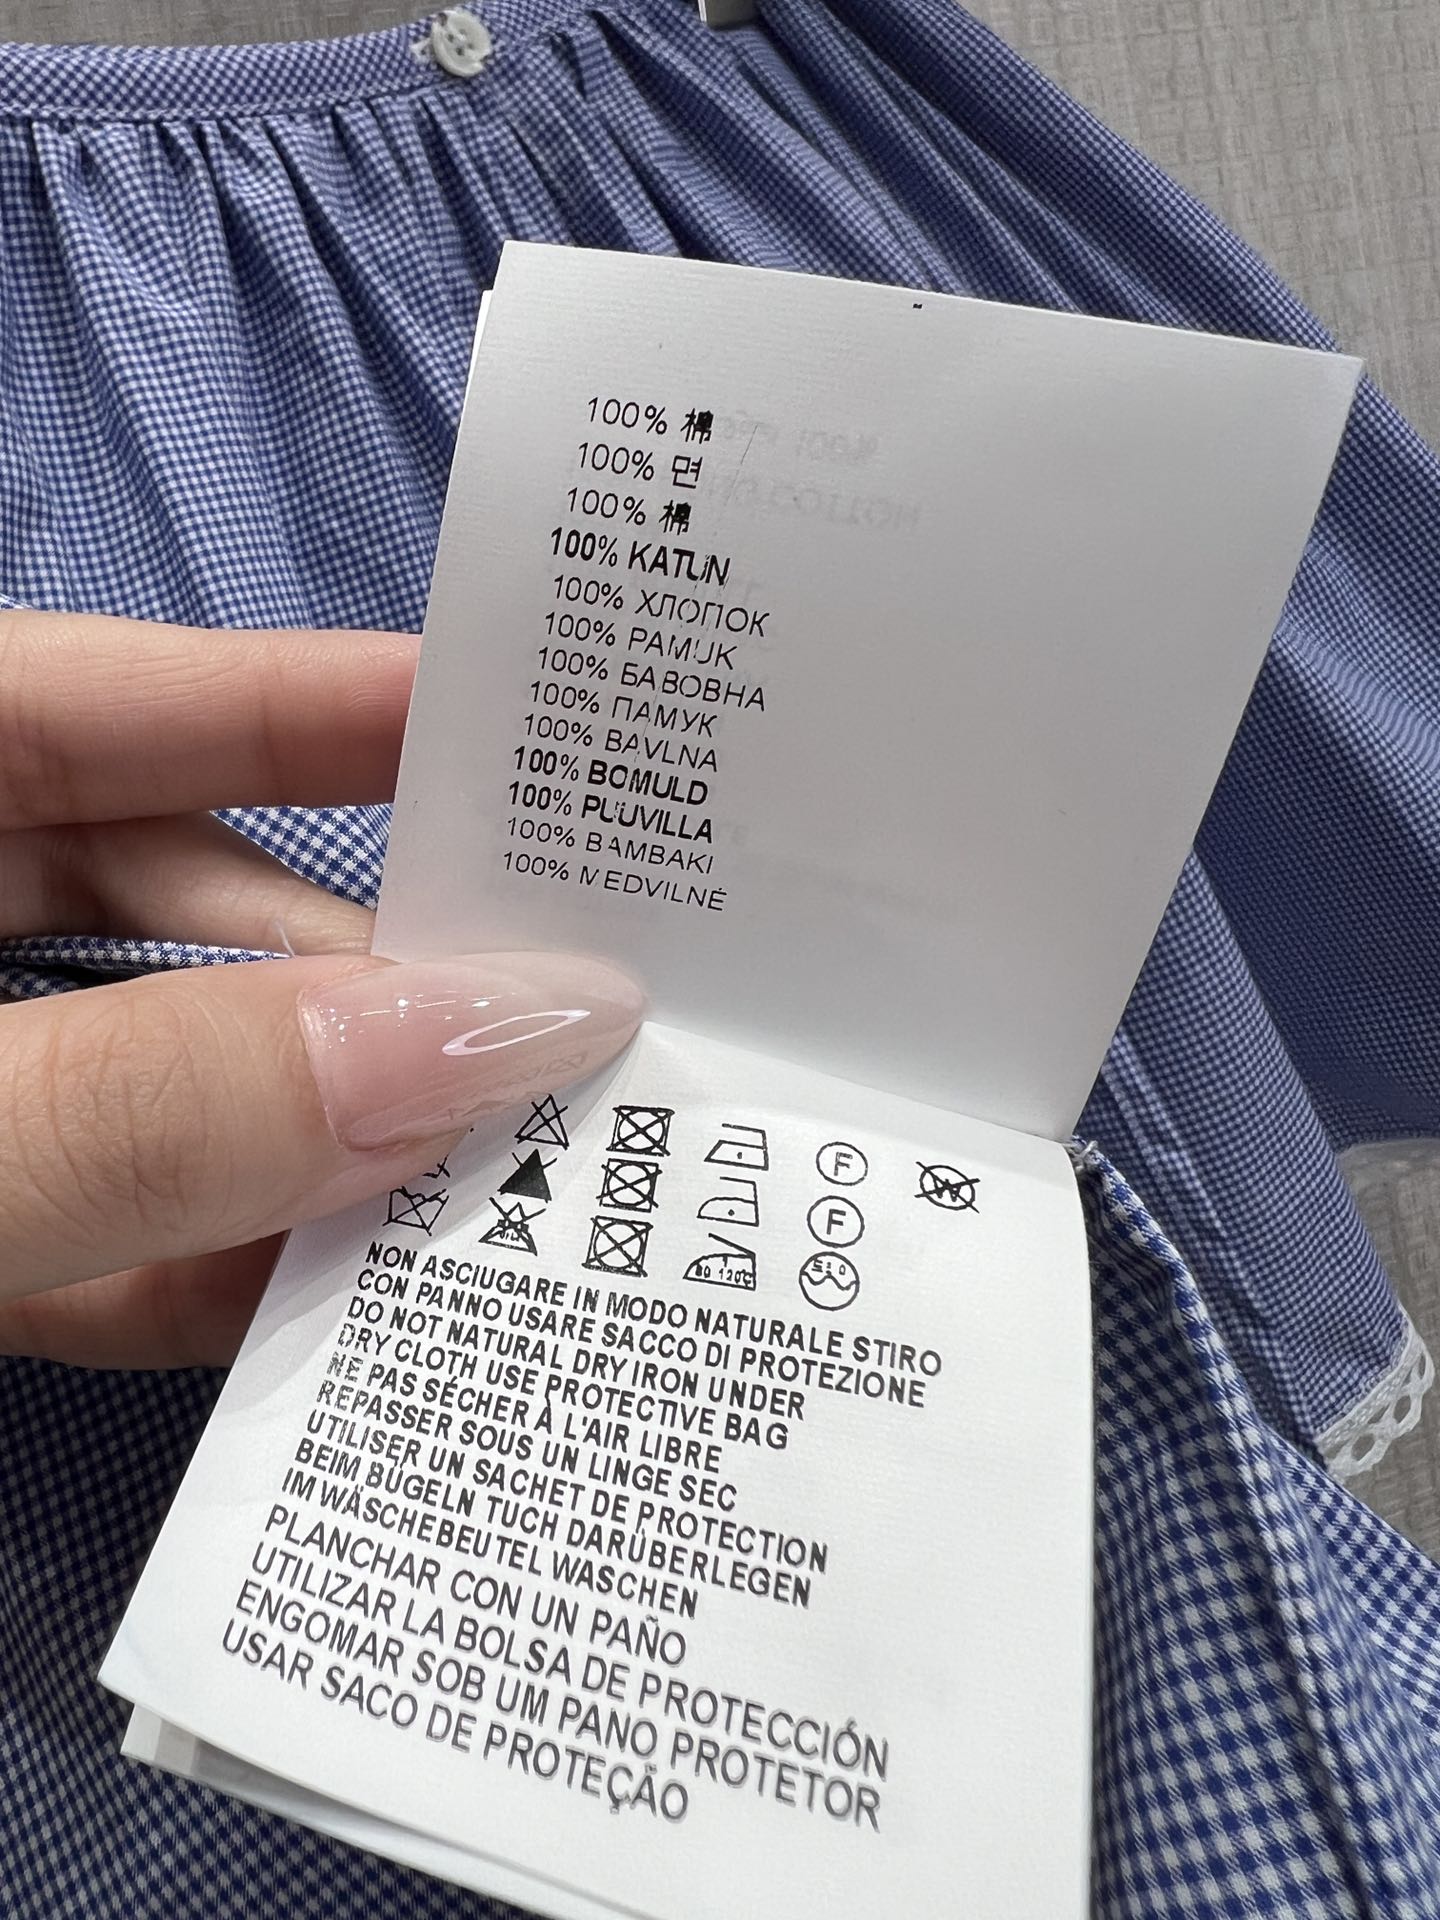 100% 棉
100% 면
100% 棉
100% KATUN
100% ХЛОПОК
100% PAMUK
100% БАВОВНА
100% ПАМУК
100% BAVLNA
100% BOMULD
100% PUUVILLA
100% BAMBAKI
100% MEDVILNĖ
F
W
F
NON ASCIUGARE IN MODO NATURALE STIRO
CON PANNO USARE SACCO DI PROTEZIONE
DO NOT NATURAL DRY IRON UNDER
DRY CLOTH USE PROTECTIVE BAG
NE PAS SÉCHER À L'AIR LIBRE
REPASSER SOUS UN LINGE SEC
UTILISER UN SACHET DE PROTECTION
BEIM BÜGELN TUCH DARÜBERLEGEN
IM WÄSCHEBEUTEL WASCHEN
PLANCHAR CON UN PAÑO
UTILIZAR LA BOLSA DE PROTECCIÓN
ENGOMAR SOB UM PANO PROTETOR
USAR SACO DE PROTEÇÃO